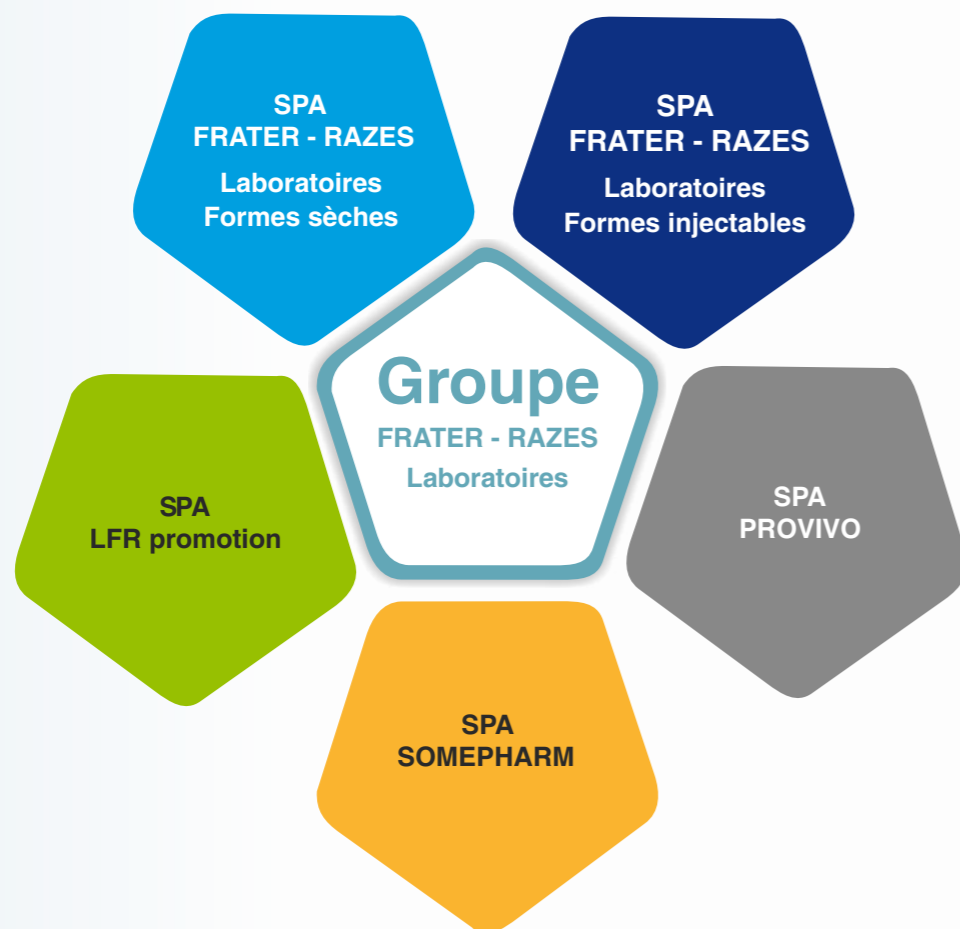 SPA
FRATER - RAZES
Laboratoires
Formes sèches
SPA
FRATER - RAZES
Laboratoires
Formes injectables
Groupe
FRATER - RAZES
Laboratoires
SPA
LFR promotion
SPA
PROVIVO
SPA
SOMEPHARM